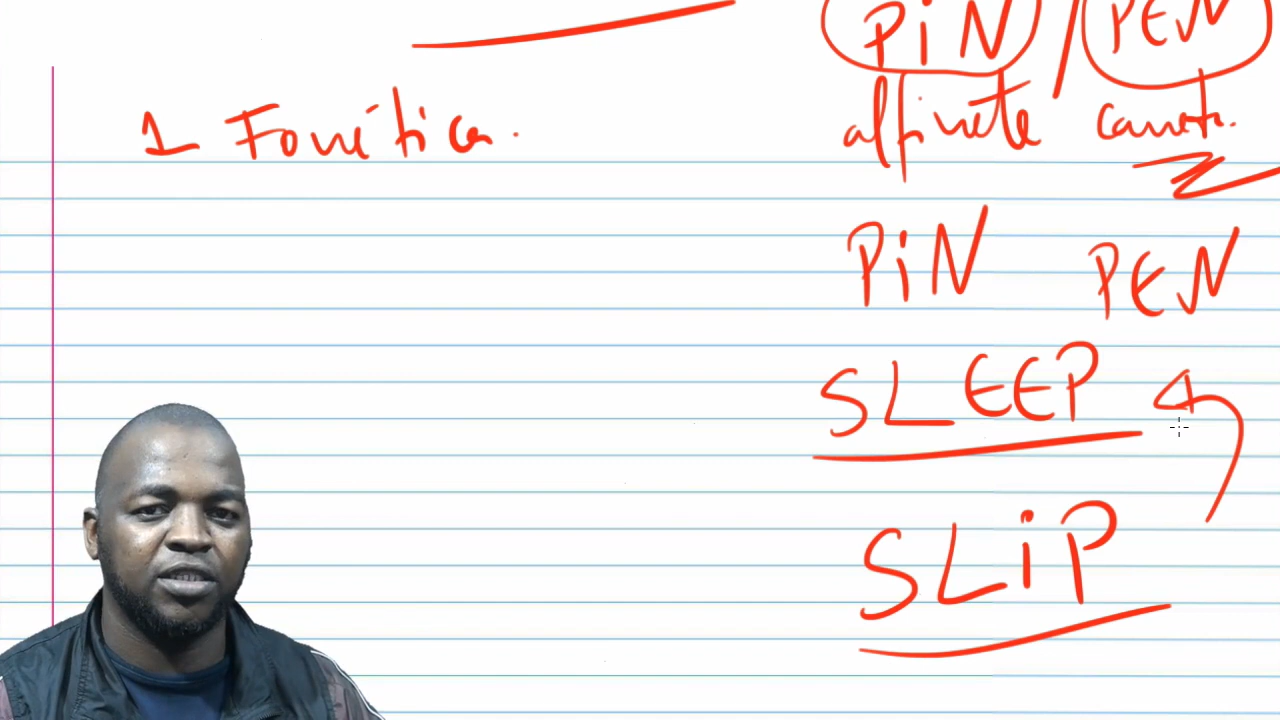 PiN / PEN
1 Fonética.
alfinete caneta.
PiN PEN
SLEEP
SLiP